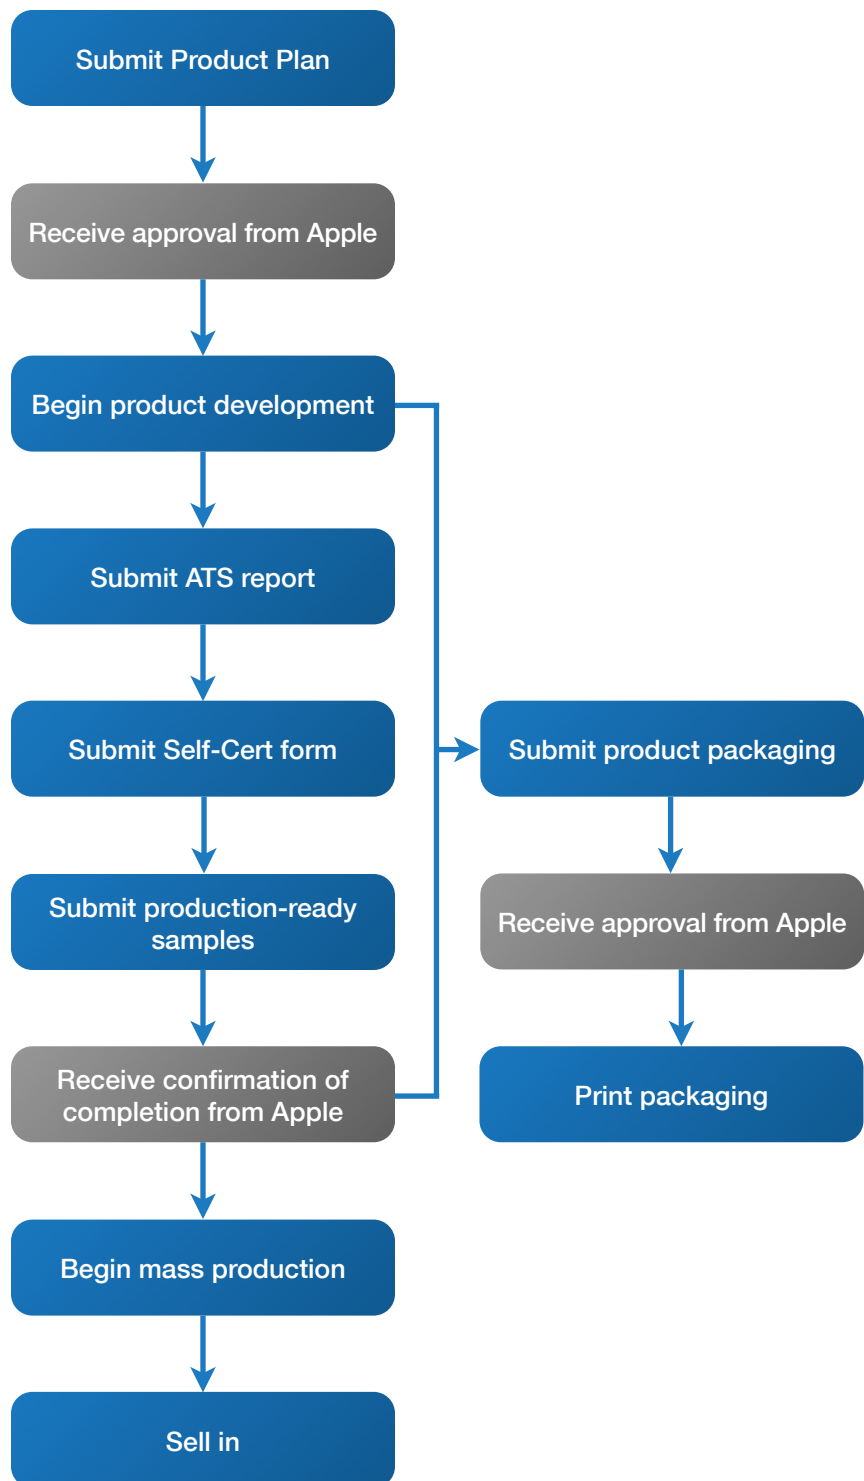 Submit Product Plan
Receive approval from Apple
Begin product development
Submit ATS report
Submit Self-Cert form
Submit production-ready
samples
Receive confirmation of
completion from Apple
Begin mass production
Sell in
Submit product packaging
Receive approval from Apple
Print packaging